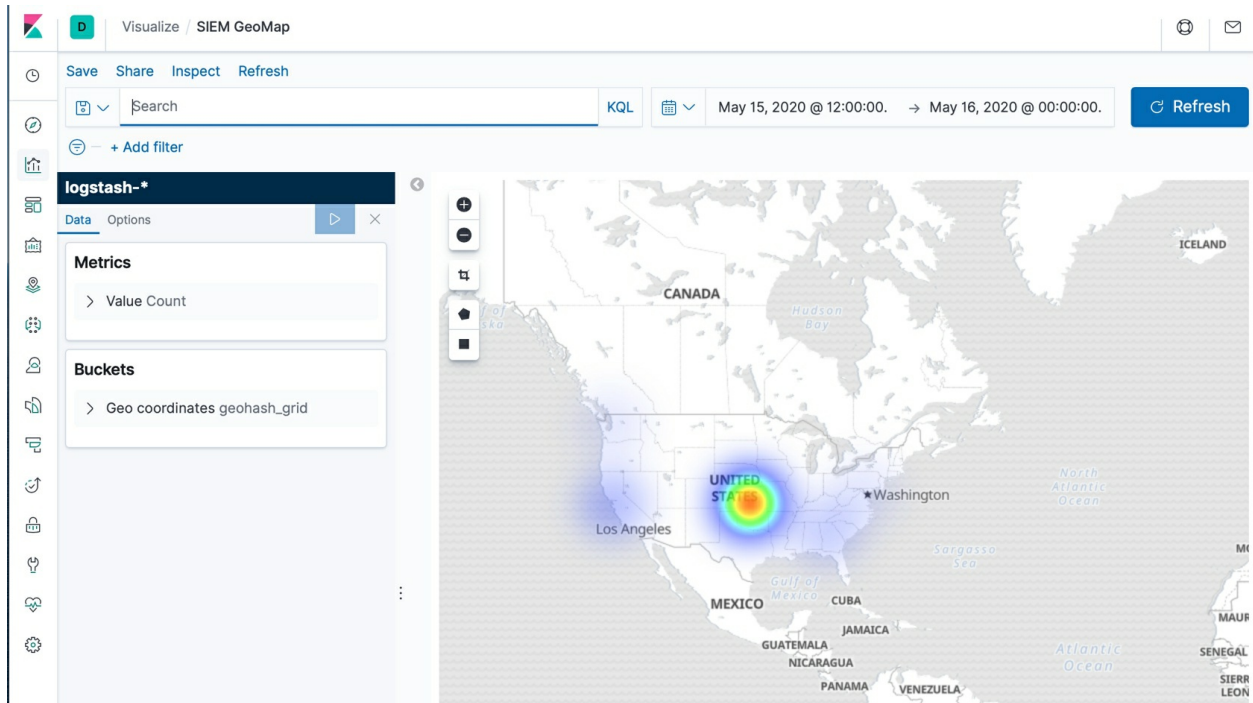 D Visualize / SIEM GeoMap
Save Share Inspect Refresh
Search KQL May 15, 2020 @ 12:00:00. → May 16, 2020 @ 00:00:00. Refresh
+ Add filter
logstash-*
Data Options
Metrics
Value Count
Buckets
Geo coordinates geohash_grid
ICELAND
CANADA
Hudson
Bay
UNITED
STATES
Washington
North
Atlantic
Ocean
Los Angeles
Sargasso
Sea
Gulf of
Mexico
MEXICO
CUBA
JAMAICA
GUATEMALA
NICARAGUA
PANAMA
VENEZUELA
Atlantic
Ocean
MAUR
SENEGAL
SIERR
LEON